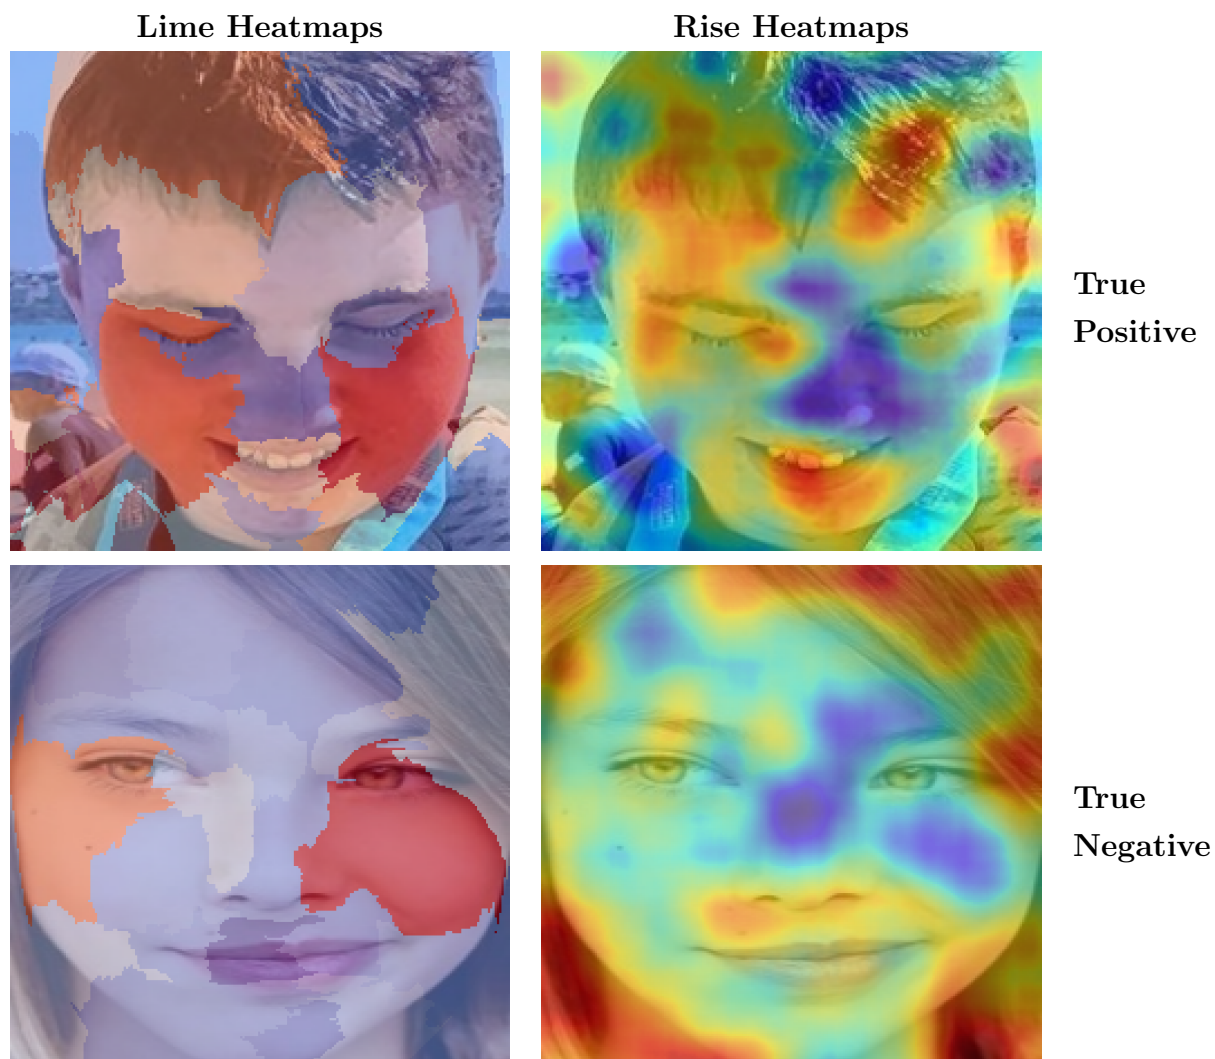 Lime Heatmaps
Rise Heatmaps
True
Positive
True
Negative